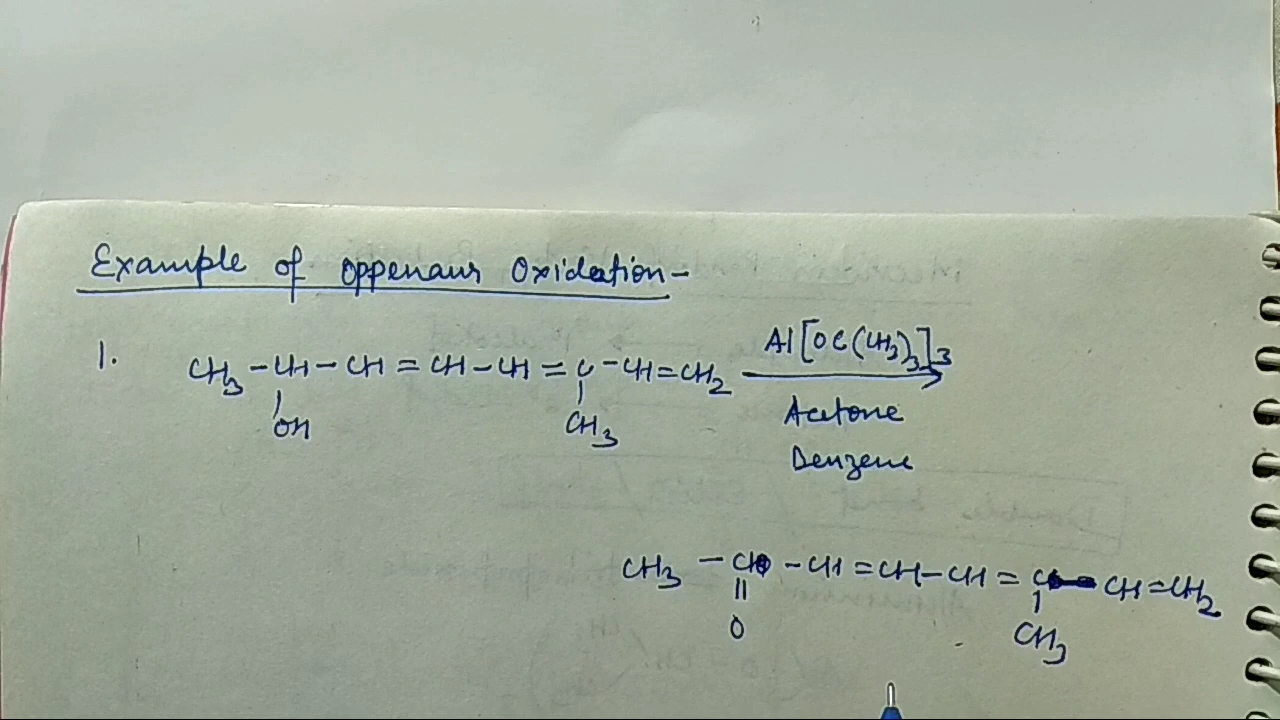 Example of oppenaur Oxidation-
1. CH3 -CH- CH = CH-CH = C -CH=CH2 Al[OC(CH3)3]3
OH CH3 Acetone
Benzene
CH3 - C -CH =CH-CH = C - CH=CH2
O CH3